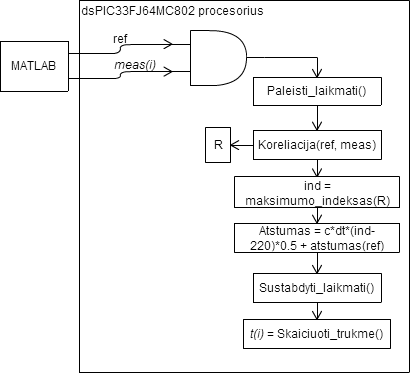 dsPIC33FJ64MC802 procesorius
ref
MATLAB
meas(i)
Paleisti_laikmati()
R
Koreliacija(ref, meas)
ind =
maksimumo_indeksas(R)
Atstumas = c*dt*(ind-
220)*0.5 + atstumas(ref)
Sustabdyti_laikmati()
t(i) = Skaiciuoti_trukme()